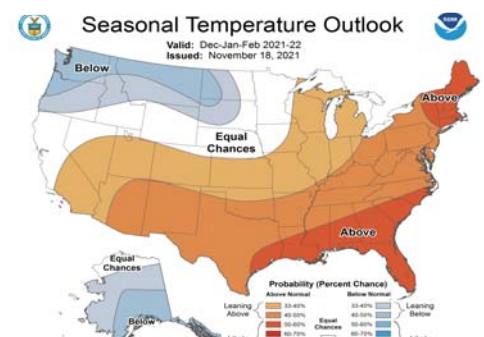 Seasonal Temperature Outlook
Valid: Dec-Jan-Feb 2021-22
Issued: November 18, 2021
NOAA
Below
Above
Equal
Chances
Above
Equal
Chances
Below
Probability (Percent Chance)
Above Normal
Below Normal
Leaning
Above
33-40%
40-50%
50-60%
60-70%
Equal
Chances
33-40%
40-50%
50-60%
60-70%
Leaning
Below